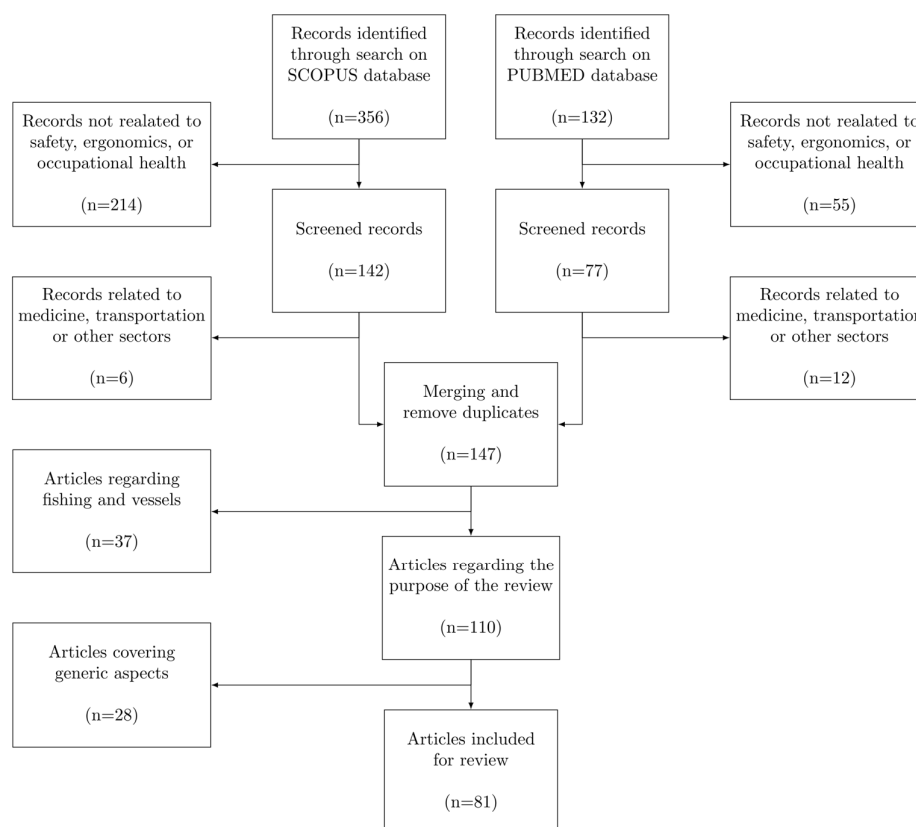 Records identified
through search on
SCOPUS database
(n=356)
Records identified
through search on
PUBMED database
(n=132)
Records not realated to
safety, ergonomics, or
occupational health
(n=214)
Records not realated to
safety, ergonomics, or
occupational health
(n=55)
Screened records
(n=142)
Screened records
(n=77)
Records related to
medicine, transportation
or other sectors
(n=6)
Records related to
medicine, transportation
or other sectors
(n=12)
Merging and
remove duplicates
(n=147)
Articles regarding
fishing and vessels
(n=37)
Articles regarding the
purpose of the review
(n=110)
Articles covering
generic aspects
(n=28)
Articles included
for review
(n=81)